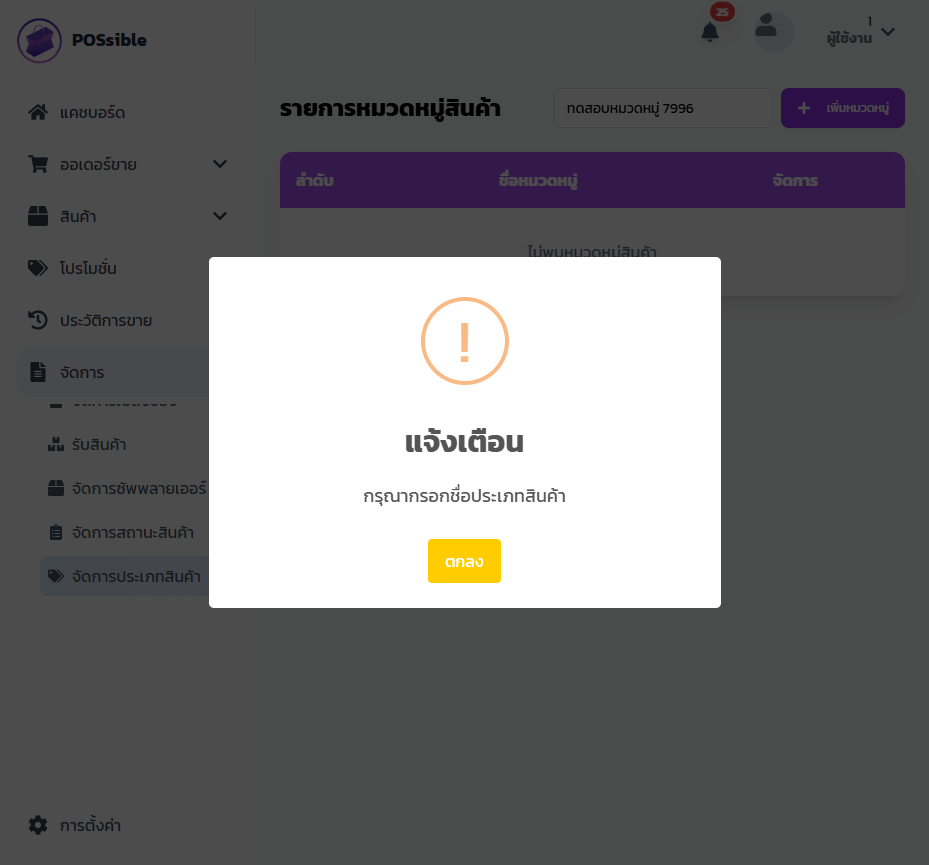 POSsible
25
1
ผู้ใช้งาน
แดชบอร์ด
ออเดอร์ขาย
สินค้า
โปรโมชั่น
ประวัติการขาย
จัดการ
รับสินค้า
จัดการซัพพลายเออร์
จัดการสถานะสินค้า
จัดการประเภทสินค้า
การตั้งค่า
รายการหมวดหมู่สินค้า
ทดสอบหมวดหมู่ 7996
เพิ่มหมวดหมู่
ลำดับ ชื่อหมวดหมู่ จัดการ
ไม่พบหมวดหมู่สินค้า
!
แจ้งเตือน
กรุณากรอกชื่อประเภทสินค้า
ตกลง